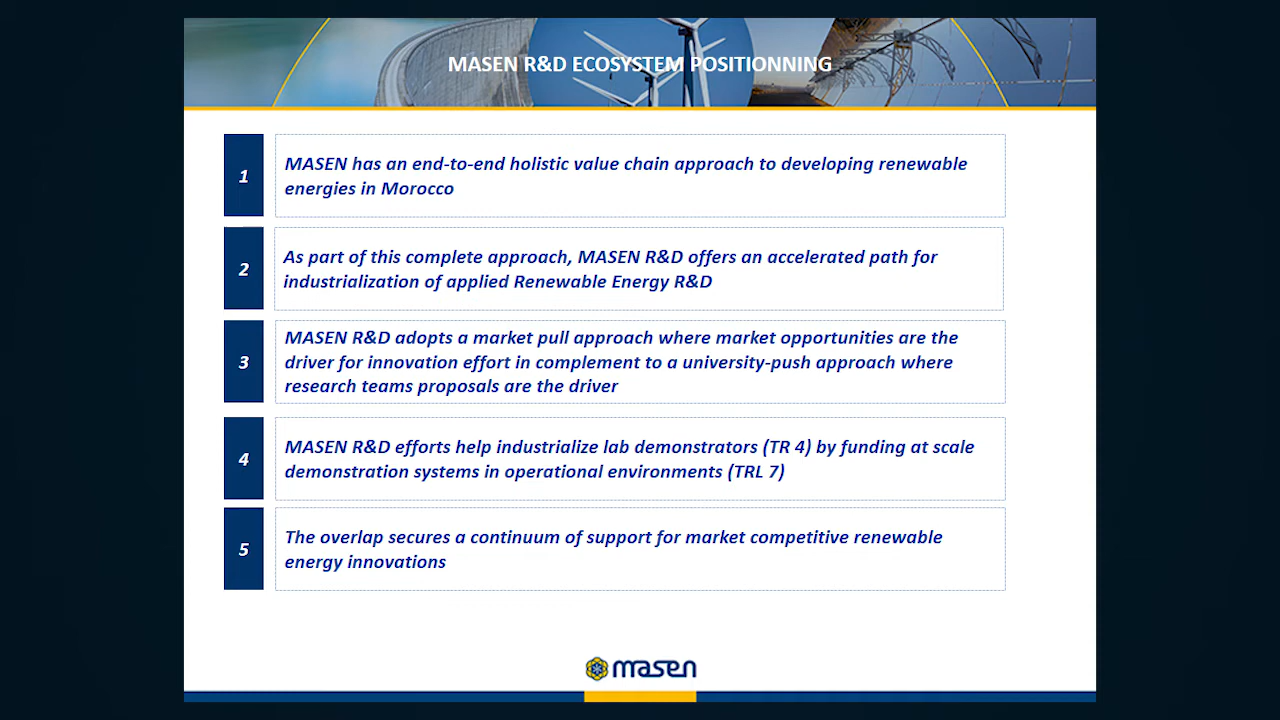 MASEN R&D ECOSYSTEM POSITIONNING
1
MASEN has an end-to-end holistic value chain approach to developing renewable
energies in Morocco
2
As part of this complete approach, MASEN R&D offers an accelerated path for
industrialization of applied Renewable Energy R&D
3
MASEN R&D adopts a market pull approach where market opportunities are the
driver for innovation effort in complement to a university-push approach where
research teams proposals are the driver
4
MASEN R&D efforts help industrialize lab demonstrators (TR 4) by funding at scale
demonstration systems in operational environments (TRL 7)
5
The overlap secures a continuum of support for market competitive renewable
energy innovations
masen